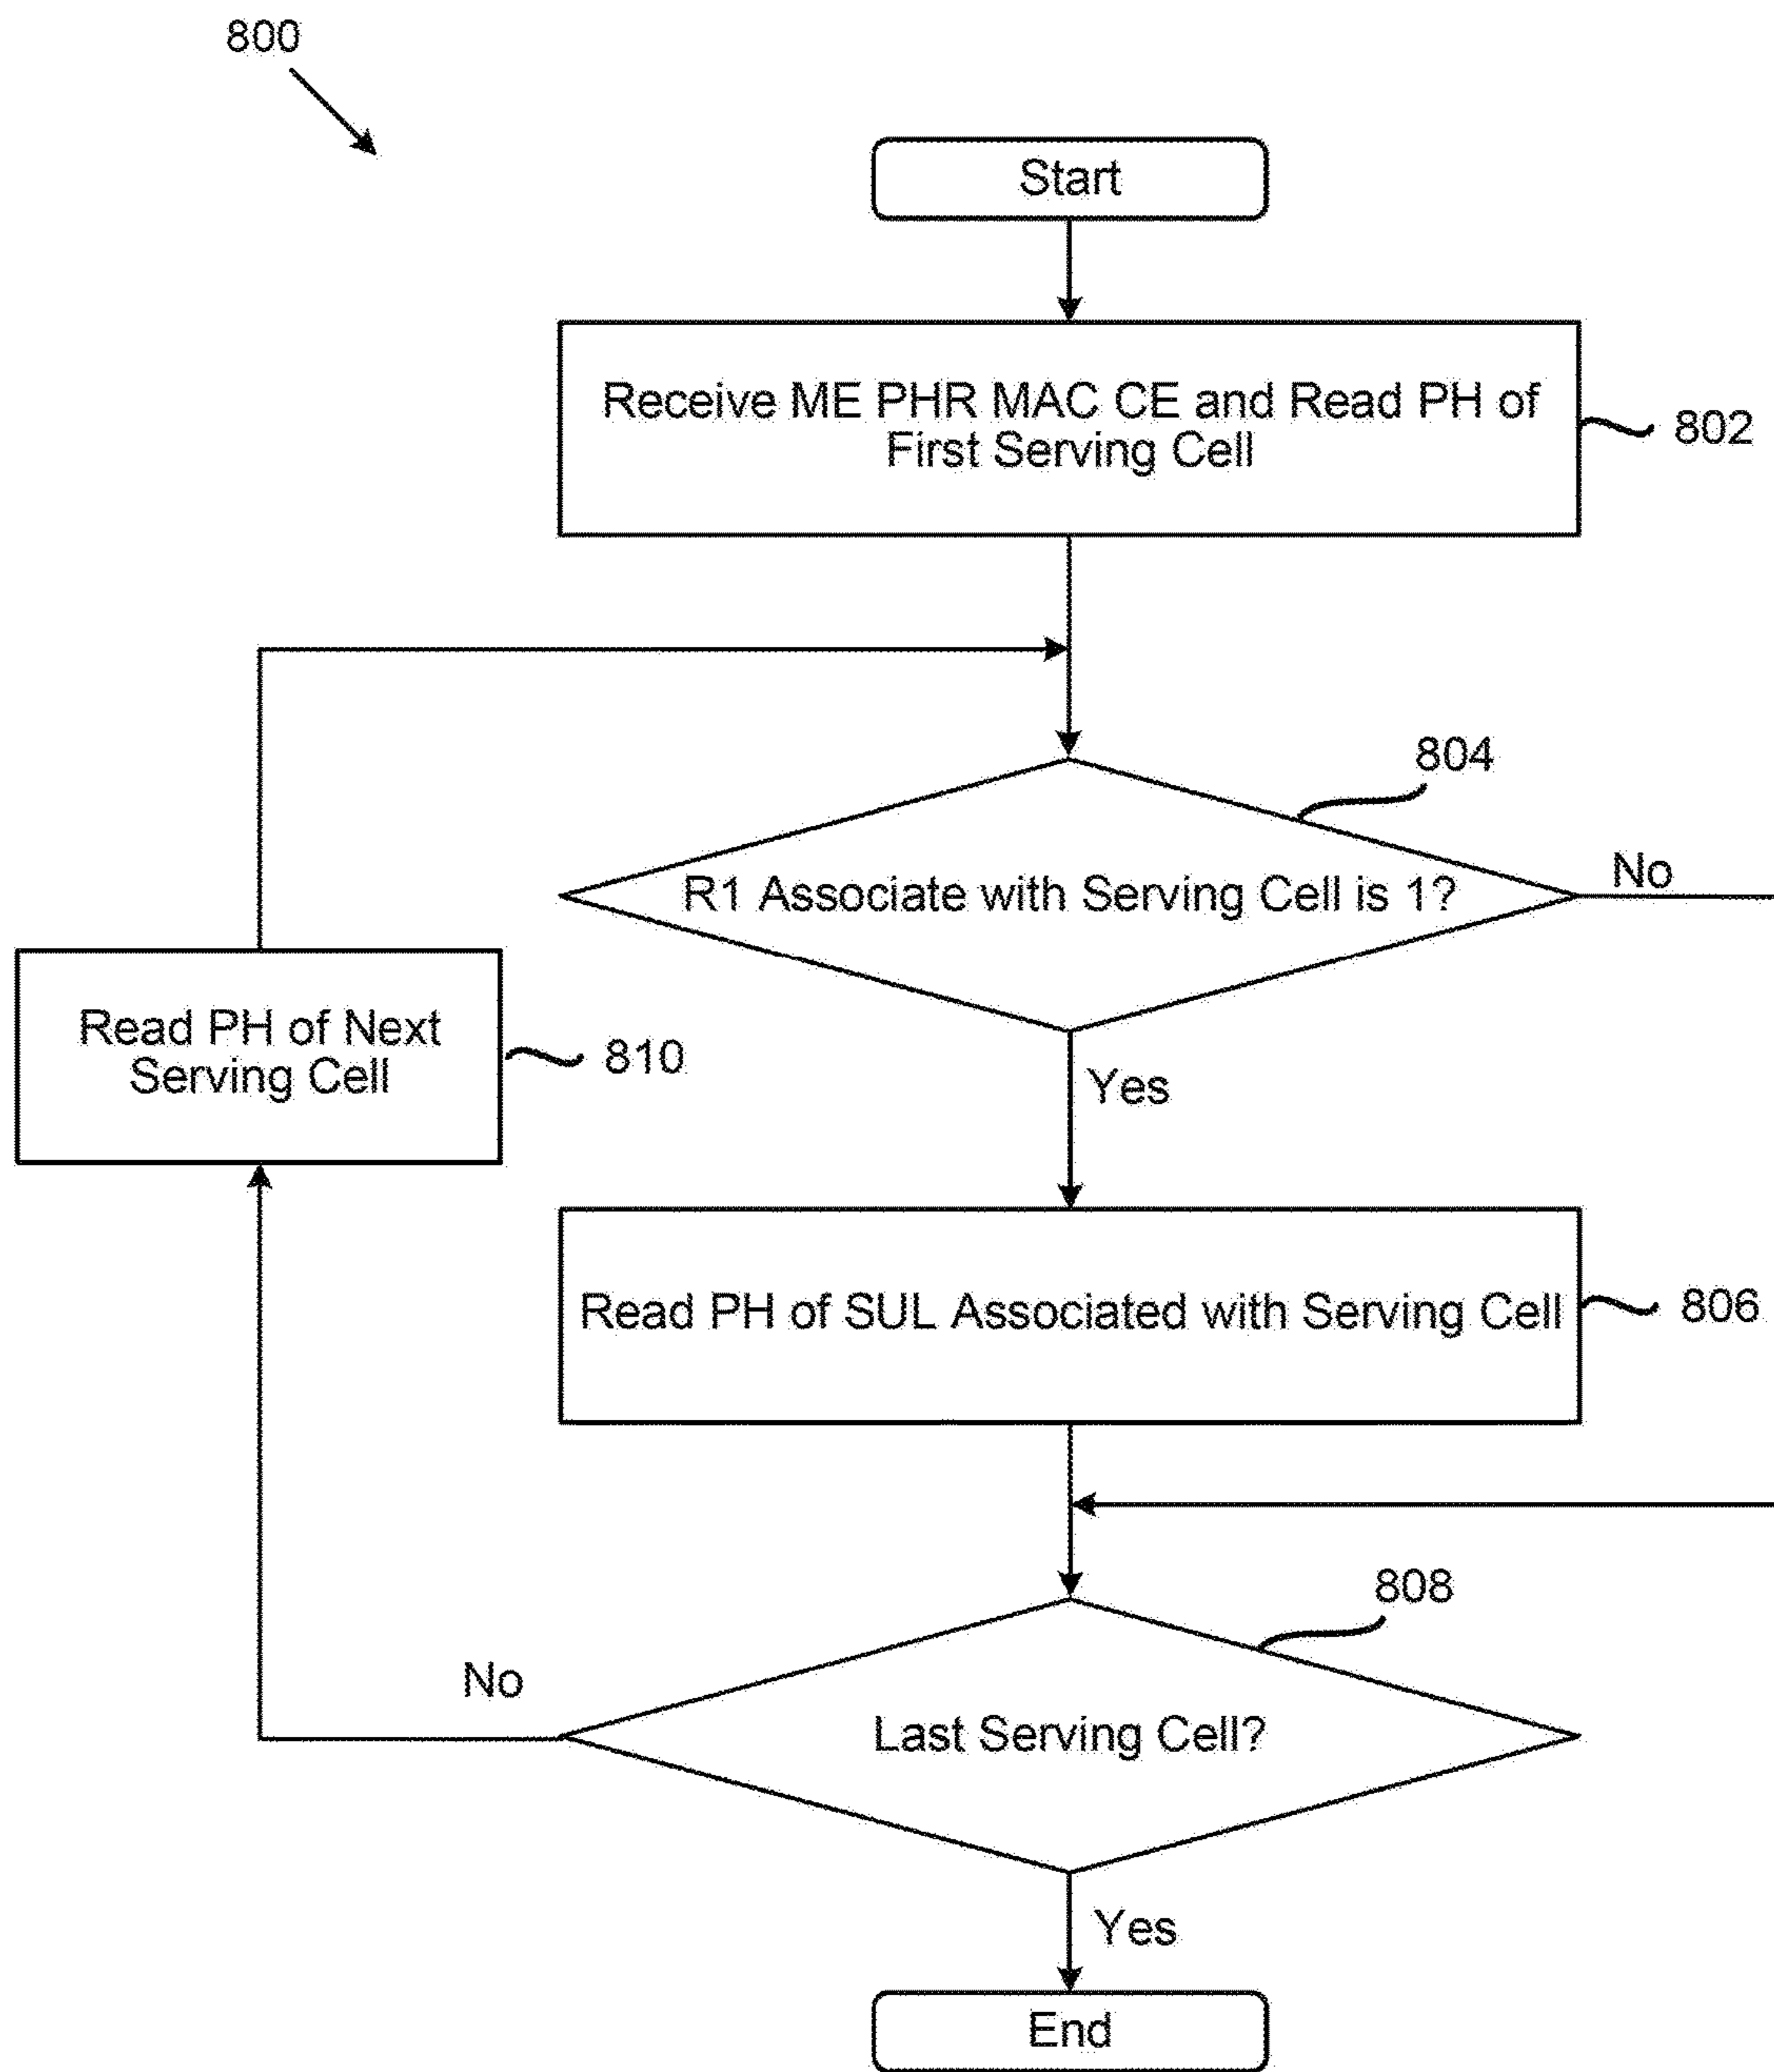 800
Start
Receive ME PHR MAC CE and Read PH of
First Serving Cell
802
804
R1 Associate with Serving Cell is 1?
No
Read PH of Next
Serving Cell
810
Yes
Read PH of SUL Associated with Serving Cell
806
808
No
Last Serving Cell?
Yes
End